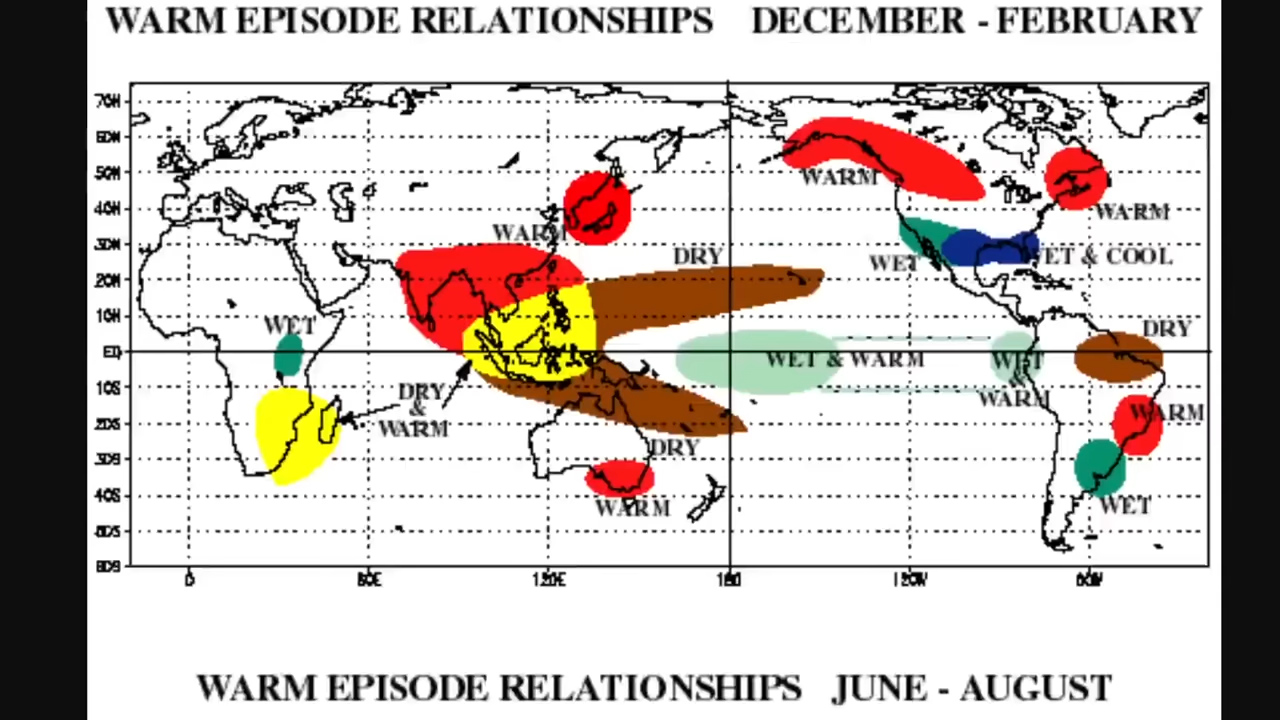 WARM EPISODE RELATIONSHIPS DECEMBER - FEBRUARY
70N
60N
50N
40N
30N
20N
10N
EQ
10S
20S
30S
40S
50S
60S
WARM
WARM
WARM
DRY
WET
WET & COOL
WET
DRY
WET & WARM
WET
&
WARM
DRY
&
WARM
WARM
DRY
WARM
WET
0
60E
120E
180
120W
60W
WARM EPISODE RELATIONSHIPS JUNE - AUGUST